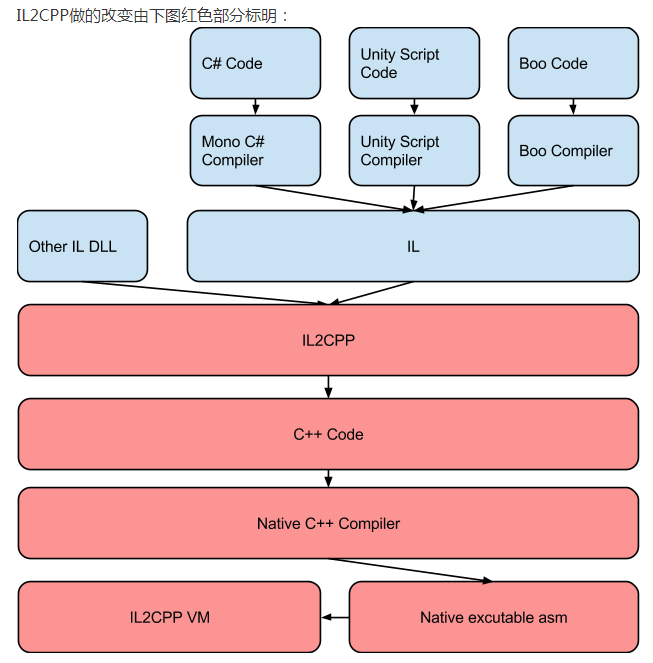 IL2CPP做的改变由下图红色部分标明：
C# Code
Unity Script
Code
Boo Code
Mono C#
Compiler
Unity Script
Compiler
Boo Compiler
Other IL DLL
IL
IL2CPP
C++ Code
Native C++ Compiler
IL2CPP VM
Native excutable asm